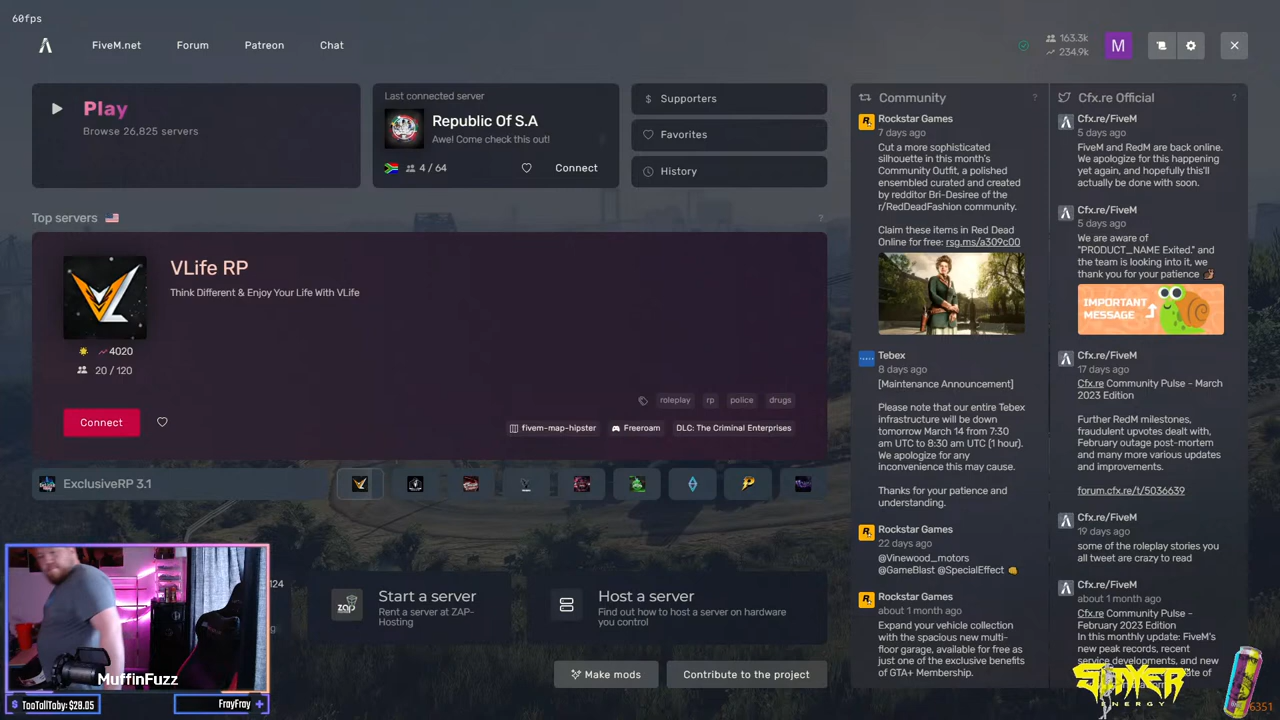 60fps
FiveM.net
Forum
Patreon
Chat
163.3k
234.9k
M
Play
Browse 26,825 servers
Last connected server
Republic Of S.A
Awe! Come check this out!
4 / 64
Connect
Supporters
Favorites
History
Top servers
?
VLife RP
Think Different & Enjoy Your Life With VLife
4020
20 / 120
Connect
roleplay
rp
police
drugs
fivem-map-hipster
Freeroam
DLC: The Criminal Enterprises
ExclusiveRP 3.1
124
ZAP
Start a server
Rent a server at ZAP-
Hosting
Host a server
Find out how to host a server on hardware
you control
Make mods
Contribute to the project
Community
?
Rockstar Games
7 days ago
Cut a more sophisticated
silhouette in this month's
Community Outfit, a polished
ensembled curated and created
by redditor Bri-Desiree of the
r/RedDeadFashion community.
Claim these items in Red Dead
Online for free: rsg.ms/a309c00
Tebex
8 days ago
[Maintenance Announcement]
Please note that our entire Tebex
infrastructure will be down
tomorrow March 14 from 7:30
am UTC to 8:30 am UTC (1 hour).
We apologize for any
inconvenience this may cause.
Thanks for your patience and
understanding.
Rockstar Games
22 days ago
@Vinewood_motors
@GameBlast @SpecialEffect
Rockstar Games
about 1 month ago
Expand your vehicle collection
with the spacious new multi-
floor garage, available for free as
just one of the exclusive benefits
of GTA+ Membership.
Cfx.re Official
?
Cfx.re/FiveM
5 days ago
FiveM and RedM are back online.
We apologize for this happening
yet again, and hopefully this'll
actually be done with soon.
Cfx.re/FiveM
5 days ago
We are aware of
"PRODUCT_NAME Exited." and
the team is looking into it, we
thank you for your patience
IMPORTANT
MESSAGE
Cfx.re/FiveM
17 days ago
Cfx.re Community Pulse - March
2023 Edition
Further RedM milestones,
fraudulent upvotes dealt with,
February outage post-mortem
and many more various updates
and improvements.
forum.cfx.re/t/5036639
Cfx.re/FiveM
19 days ago
some of the roleplay stories you
all tweet are crazy to read
Cfx.re/FiveM
about 1 month ago
Cfx.re Community Pulse -
February 2023 Edition
In this monthly update: FiveM's
new peak records, recent
service developments, and new
of
MuffinFuzz
TooTallToby: $28.05
FrayFray
ENERGY
6351